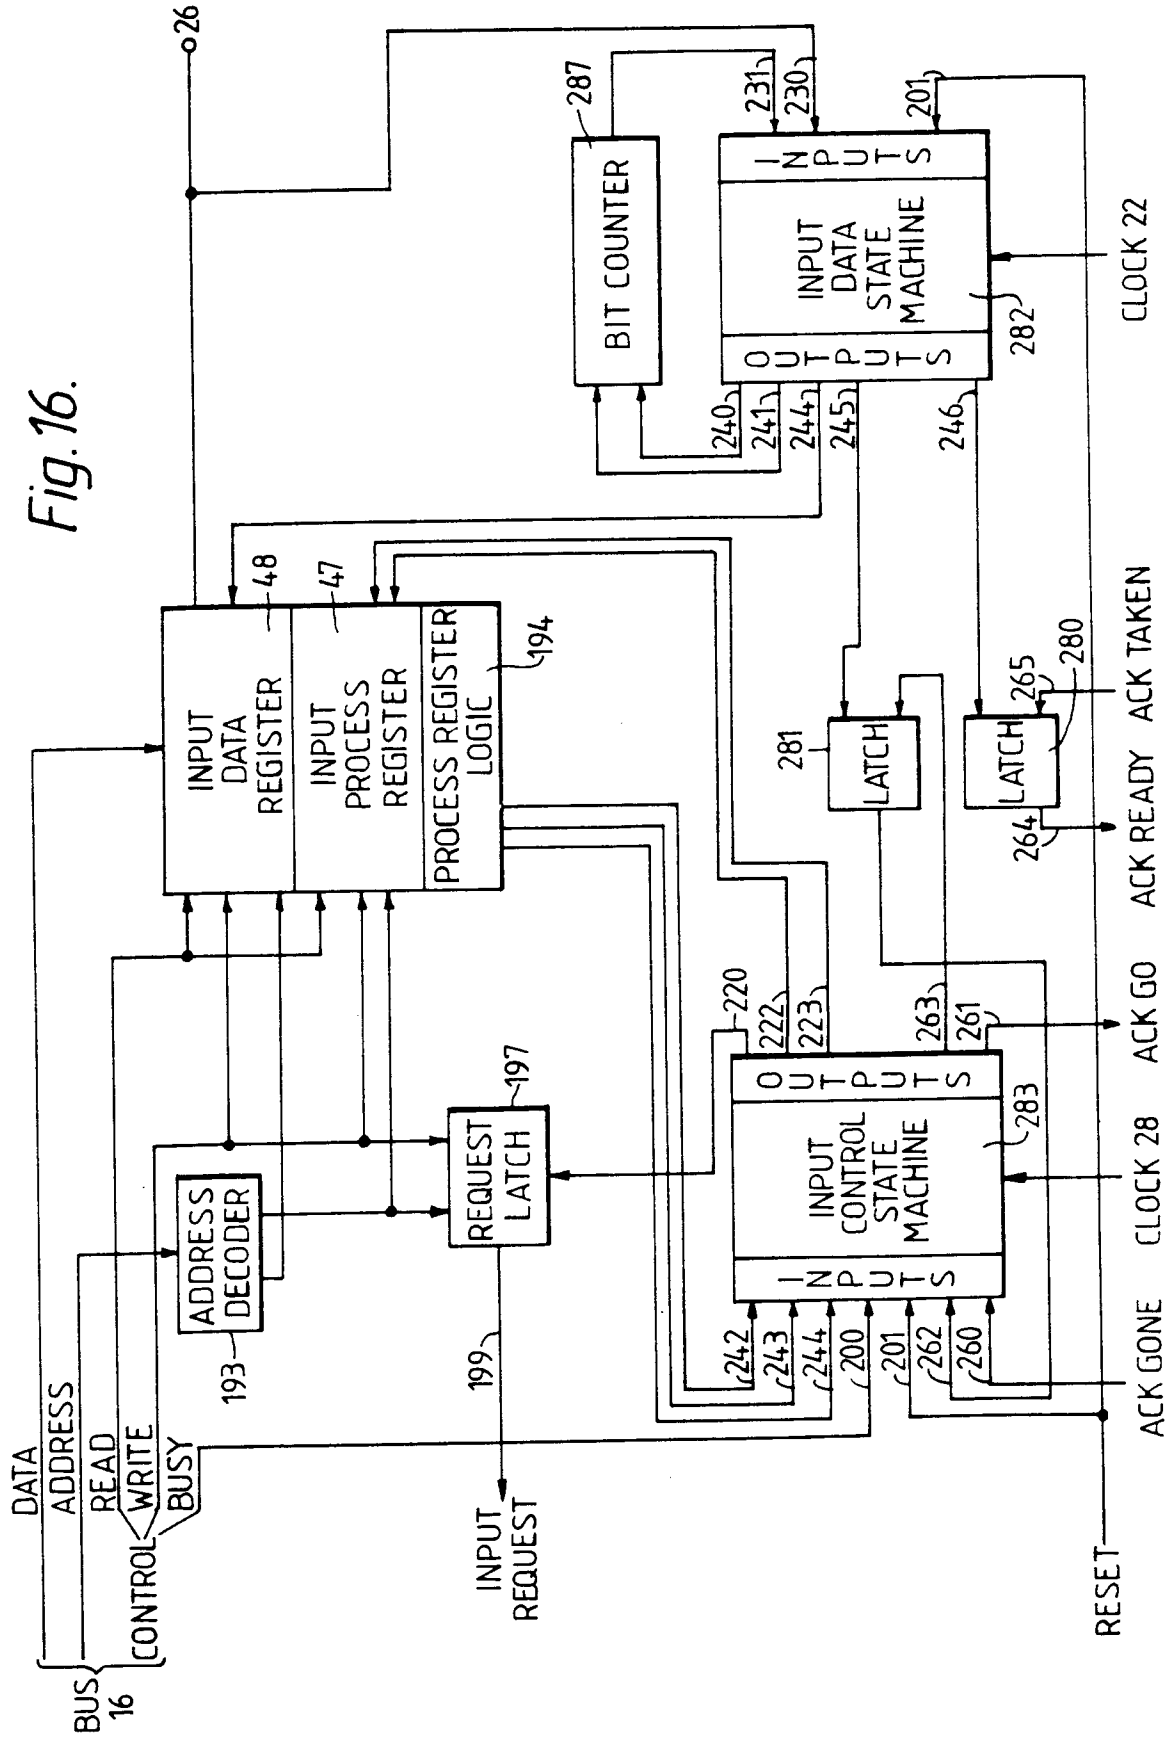 Fig. 16.
BUS
16
DATA
ADDRESS
CONTROL
READ
WRITE
BUSY
ADDRESS
DECODER
193
REQUEST
LATCH
197
199
INPUT
REQUEST
INPUT
DATA
REGISTER
48
INPUT
PROCESS
REGISTER
47
PROCESS REGISTER
LOGIC
194
26
BIT COUNTER
287
INPUTS
INPUT
DATA
STATE
MACHINE
OUTPUTS
282
231
230
201
240
241
244
245
246
CLOCK 22
LATCH
281
LATCH
280
265
264
INPUTS
INPUT
CONTROL
STATE
MACHINE
OUTPUTS
283
242
243
244
200
201
262
260
220
222
223
263
261
RESET
ACK GONE
CLOCK 28
ACK GO
ACK READY
ACK TAKEN